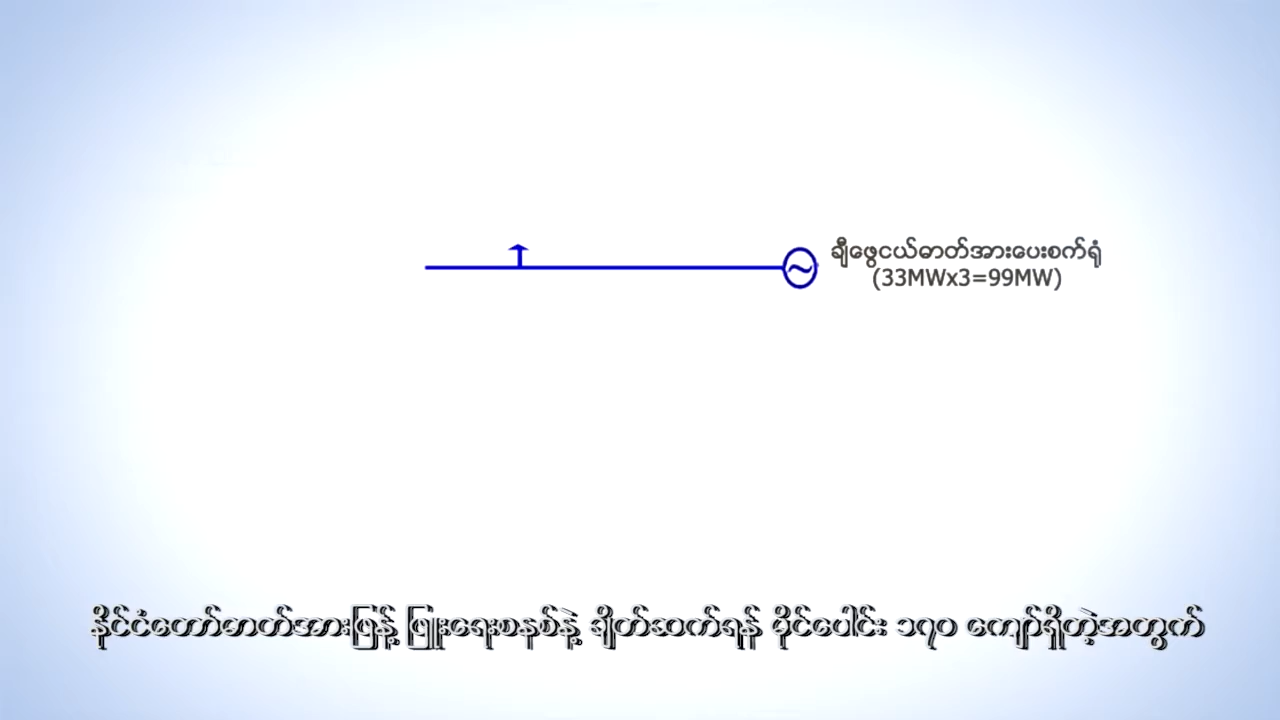 ချီဖွေငယ်ဓာတ်အားပေးစက်ရုံ
(33MWx3=99MW)
နိုင်ငံတော်ဓာတ်အားဖြန့် ဖြူးရေးစနစ်နဲ့ ချိတ်ဆက်ရန် မိုင်ပေါင်း ၁၇၀ ကျော်ရှိတဲ့အတွက်